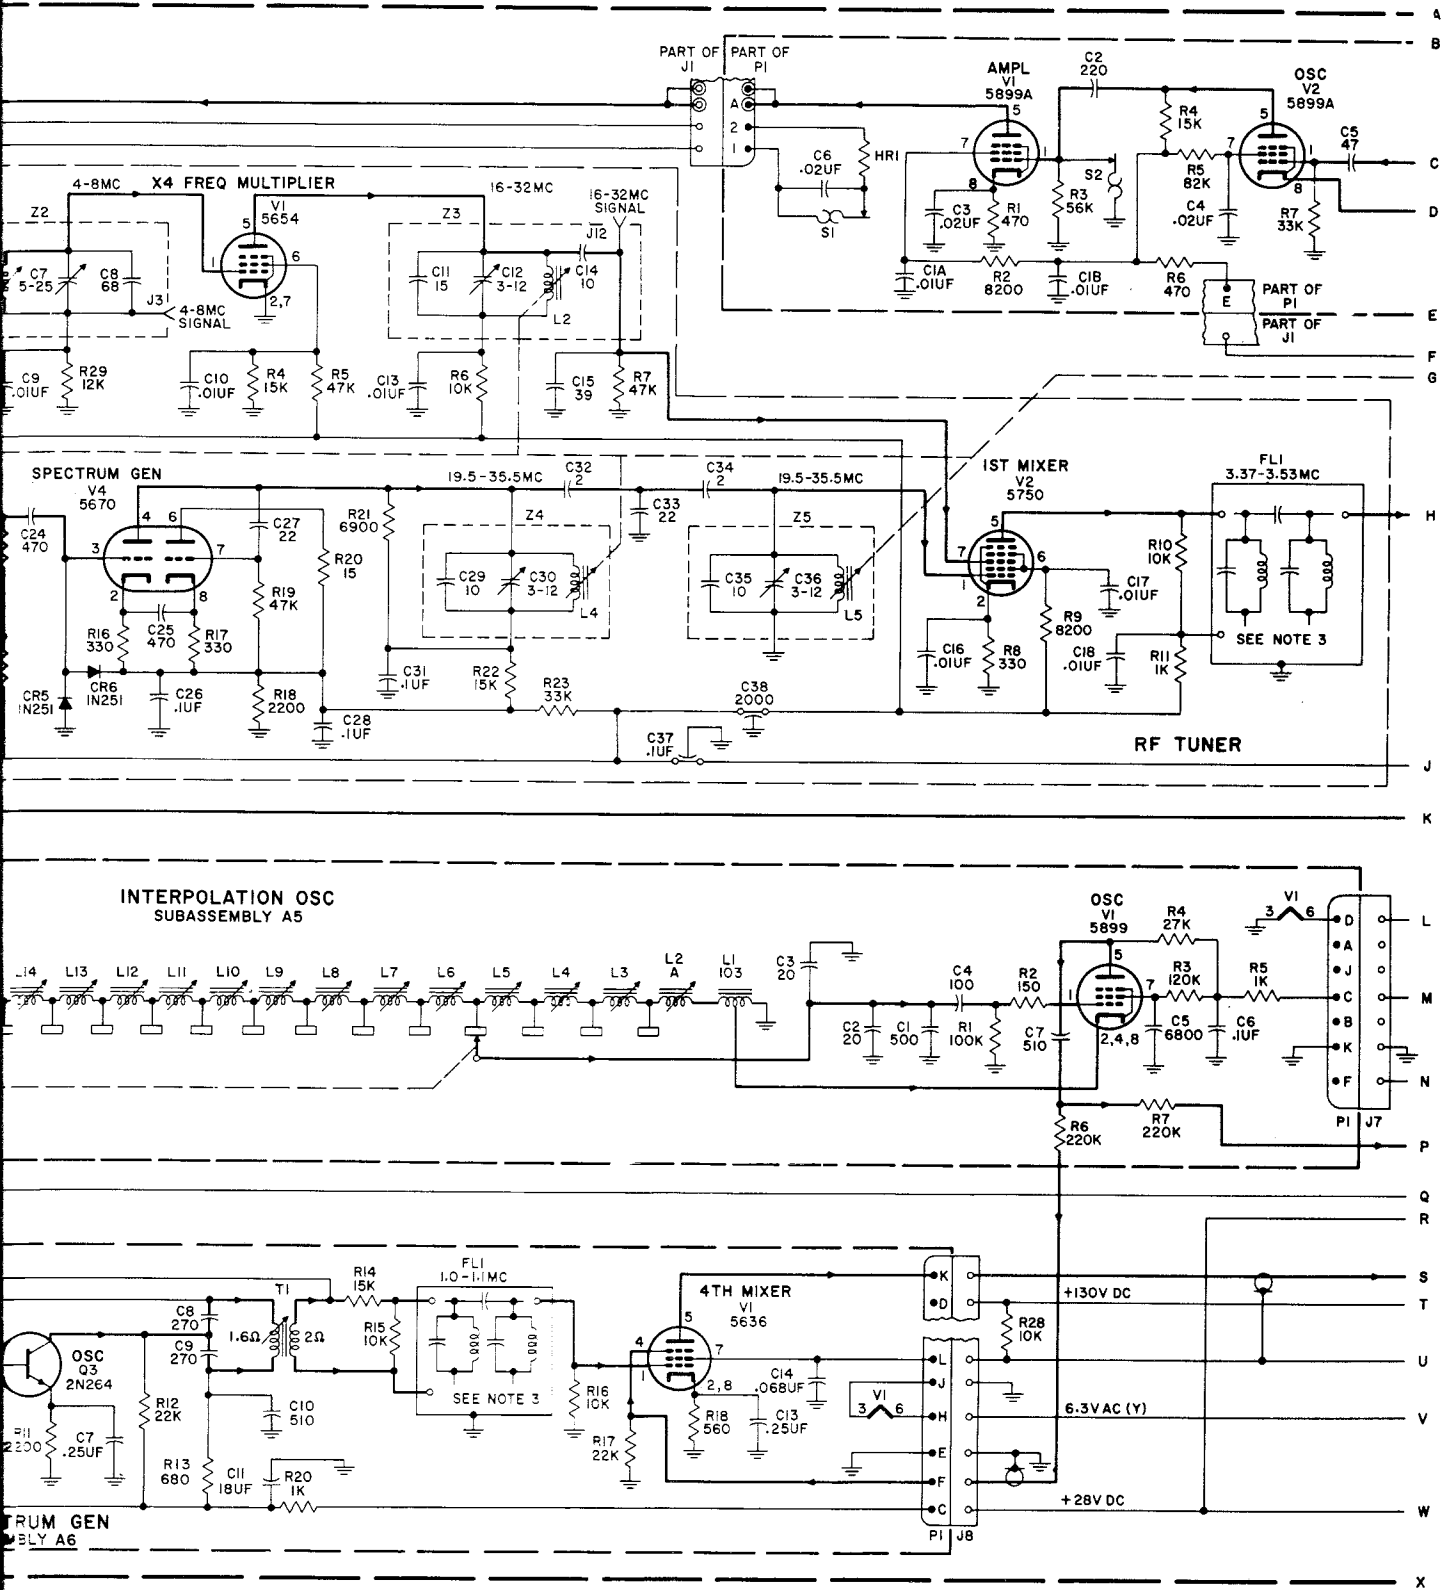 A
B
PART OF
J1
PART OF
P1
A
2
1
C6
.02UF
HR1
S1
AMPL
V1
5899A
5
7
1
8
C3
.02UF
R1
470
R3
56K
S2
C2
220
R4
15K
OSC
V2
5899A
5
7
1
8
R5
82K
C4
.02UF
C5
47
R7
33K
C
D
C1A
.01UF
R2
8200
C1B
.01UF
R6
470
E
PART OF
P1
PART OF
J1
E
F
G
4-8MC
X4 FREQ MULTIPLIER
V1
5654
5
1
6
2,7
Z2
C7
5-25
C8
68
J3
4-8MC
SIGNAL
C9
.01UF
R29
12K
C10
.01UF
R4
15K
R5
47K
16-32MC
Z3
C11
15
C12
3-12
C14
10
L2
16-32MC
SIGNAL
J12
C13
.01UF
R6
10K
C15
39
R7
47K
SPECTRUM GEN
V4
5670
4
6
3
7
2
8
C24
470
C27
22
R20
15
R19
47K
R16
330
C25
470
R17
330
CR5
1N251
CR6
1N251
C26
.1UF
R18
2200
C28
.1UF
R21
6900
19.5-35.5MC
C32
2
C33
22
C34
2
19.5-35.5MC
Z4
C29
10
C30
3-12
L4
Z5
C35
10
C36
3-12
L5
C31
.1UF
R22
15K
R23
33K
C38
2000
C37
.1UF
1ST MIXER
V2
5750
5
7
1
6
2
C16
.01UF
R8
330
R9
8200
C17
.01UF
C18
.01UF
R10
10K
R11
1K
FL1
3.37-3.53MC
SEE NOTE 3
H
RF TUNER
J
K
INTERPOLATION OSC
SUBASSEMBLY A5
L14
L13
L12
L11
L10
L9
L8
L7
L6
L5
L4
L3
L2
A
L1
103
C3
20
C2
20
C1
500
C4
100
R1
100K
R2
150
C7
510
OSC
V1
5899
5
1
7
2,4,8
R4
27K
R3
120K
R5
1K
C5
6800
C6
.1UF
V1
3
6
D
A
J
C
B
K
F
P1
J7
L
M
N
R6
220K
R7
220K
P
Q
R
T1
1.6Ω
2Ω
C8
270
C9
270
OSC
Q3
2N264
R11
2200
C7
.25UF
R12
22K
C10
510
R13
680
C11
18UF
R20
1K
R14
15K
R15
10K
FL1
1.0-1.1MC
SEE NOTE 3
R16
10K
4TH MIXER
V1
5636
5
4
1
7
2,8
R17
22K
R18
560
C13
.25UF
C14
.068UF
V1
3
6
K
D
L
J
H
E
F
C
P1
J8
+130V DC
R28
10K
6.3V AC (Y)
+28V DC
S
T
U
V
W
TRUM GEN
MBLY A6
X